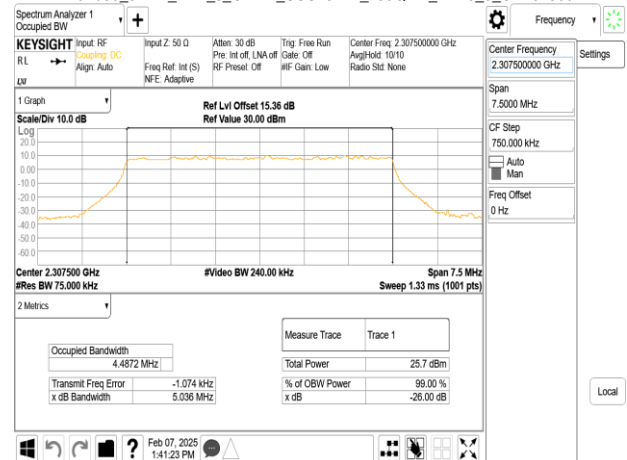 Spectrum Analyzer 1
Occupied BW
Frequency
KEYSIGHT
RL
Input: RF
Coupling: DC
Align: Auto
Input Z: 50 Ω
Freq Ref: Int (S)
NFE: Adaptive
Atten: 30 dB
Pre: Int off, LNA off
RF Preset: Off
Trig: Free Run
Gate: Off
#IF Gain: Low
Center Freq: 2.307500000 GHz
Avg|Hold: 10/10
Radio Std: None
Center Frequency
2.307500000 GHz
Settings
Span
7.5000 MHz
CF Step
750.000 kHz
Auto
Man
Freq Offset
0 Hz
1 Graph
Ref Lvl Offset 15.36 dB
Scale/Div 10.0 dB
Ref Value 30.00 dBm
Log
20.0
10.0
0.00
-10.0
-20.0
-30.0
-40.0
-50.0
-60.0
Center 2.307500 GHz
#Video BW 240.00 kHz
Span 7.5 MHz
#Res BW 75.000 kHz
Sweep 1.33 ms (1001 pts)
2 Metrics
Measure Trace Trace 1
Occupied Bandwidth
4.4872 MHz
Total Power 25.7 dBm
Transmit Freq Error -1.074 kHz
% of OBW Power 99.00 %
x dB Bandwidth 5.036 MHz
x dB -26.00 dB
Local
?
Feb 07, 2025
1:41:23 PM